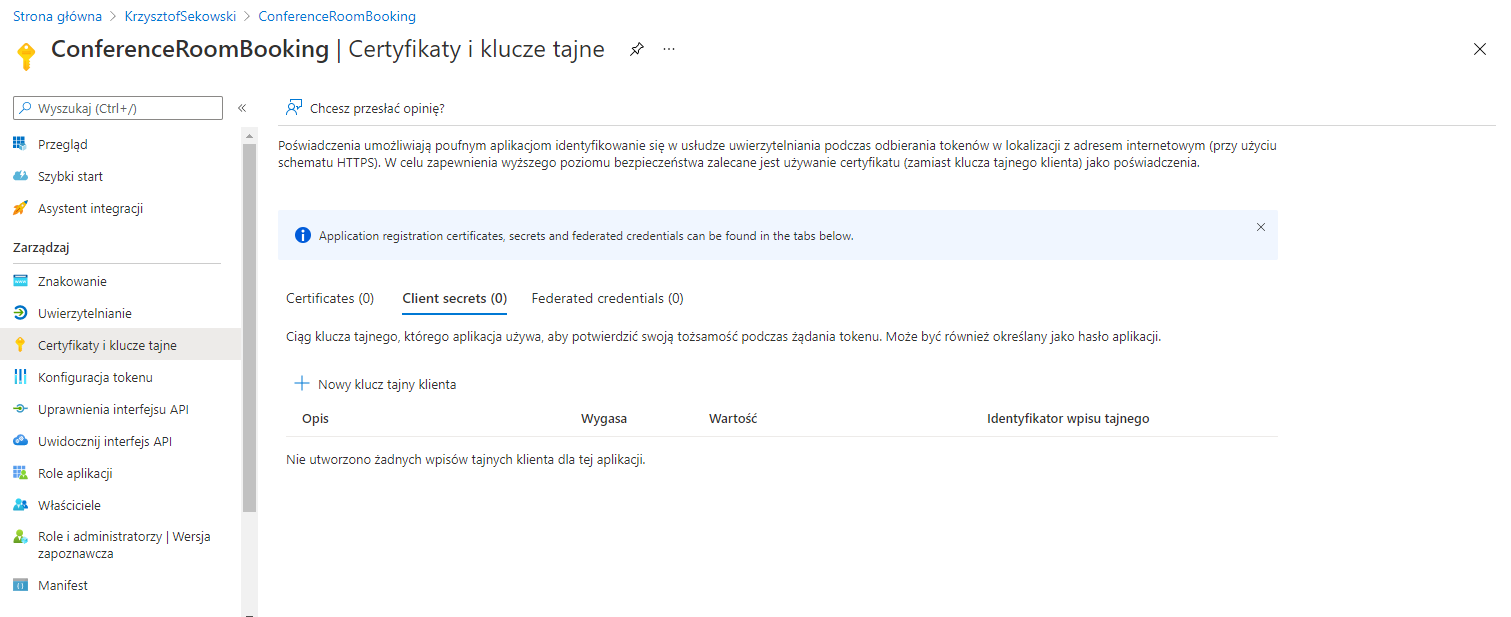 Strona główna > KrzysztofSekowski > ConferenceRoomBooking
ConferenceRoomBooking | Certyfikaty i klucze tajne
Wyszukaj (Ctrl+/)
«
Przegląd
Szybki start
Asystent integracji
Zarządzaj
Znakowanie
Uwierzytelnianie
Certyfikaty i klucze tajne
Konfiguracja tokenu
Uprawnienia interfejsu API
Uwidocznij interfejs API
Role aplikacji
Właściciele
Role i administratorzy | Wersja
zapoznawcza
Manifest
Chcesz przesłać opinię?
Poświadczenia umożliwiają poufnym aplikacjom identyfikowanie się w usłudze uwierzytelniania podczas odbierania tokenów w lokalizacji z adresem internetowym (przy użyciu
schematu HTTPS). W celu zapewnienia wyższego poziomu bezpieczeństwa zalecane jest używanie certyfikatu (zamiast klucza tajnego klienta) jako poświadczenia.
Application registration certificates, secrets and federated credentials can be found in the tabs below.
Certificates (0) Client secrets (0) Federated credentials (0)
Ciąg klucza tajnego, którego aplikacja używa, aby potwierdzić swoją tożsamość podczas żądania tokenu. Może być również określany jako hasło aplikacji.
Nowy klucz tajny klienta
Opis Wygasa Wartość Identyfikator wpisu tajnego
Nie utworzono żadnych wpisów tajnych klienta dla tej aplikacji.